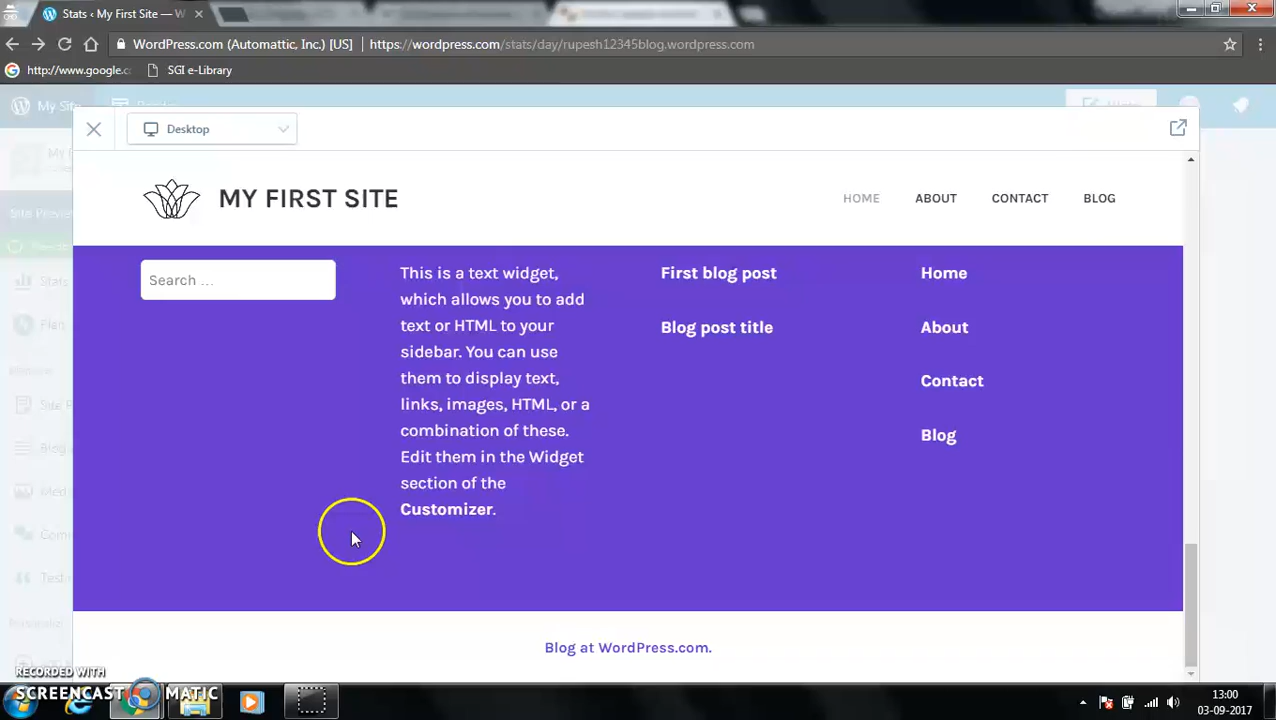 Stats ‹ My First Site — W
WordPress.com (Automattic, Inc.) [US]
https://wordpress.com/stats/day/rupesh12345blog.wordpress.com
http://www.google.c
SGI e-Library
My Site
Desktop
MY FIRST SITE
HOME
ABOUT
CONTACT
BLOG
Search …
This is a text widget,
which allows you to add
text or HTML to your
sidebar. You can use
them to display text,
links, images, HTML, or a
combination of these.
Edit them in the Widget
section of the
Customizer.
First blog post
Blog post title
Home
About
Contact
Blog
Stats
Plan
Blog at WordPress.com.
RECORDED WITH
SCREENCAST MATIC
13:00
03-09-2017